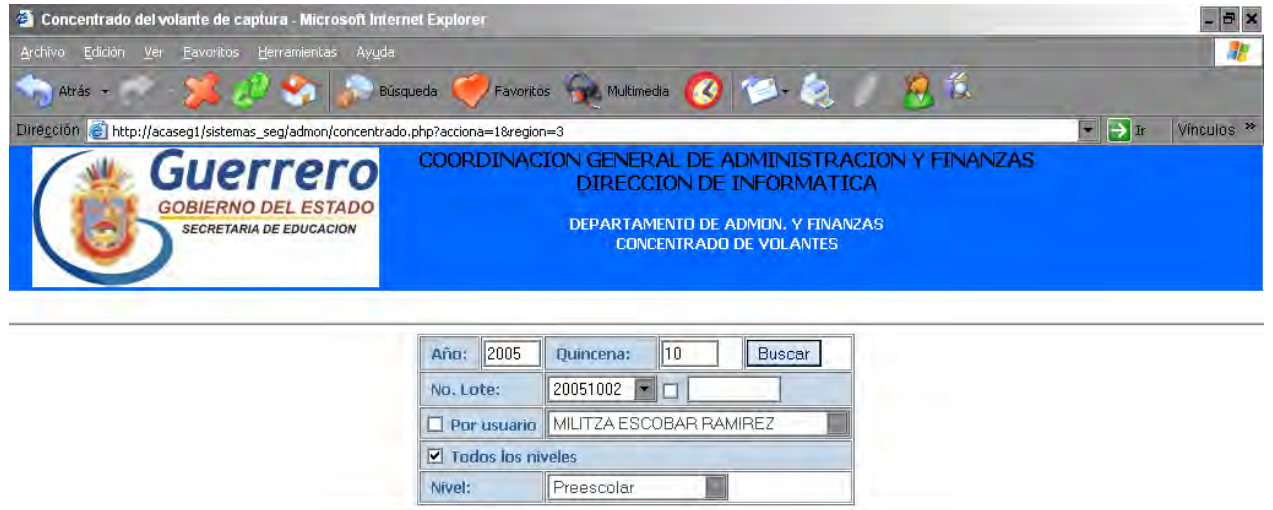 Concentrado del volante de captura - Microsoft Internet Explorer
Archivo Edición Ver Favoritos Herramientas Ayuda
Atrás Búsqueda Favoritos Multimedia
Dirección http://acaseg1/sistemas_seg/admon/concentrado.php?acciona=1&region=3 Ir Vínculos »
Guerrero
GOBIERNO DEL ESTADO
SECRETARIA DE EDUCACION
COORDINACION GENERAL DE ADMINISTRACION Y FINANZAS
DIRECCION DE INFORMATICA
DEPARTAMENTO DE ADMON. Y FINANZAS
CONCENTRADO DE VOLANTES
Año: 2005 Quincena: 10 Buscar
No. Lote: 20051002
Por usuario MILITZA ESCOBAR RAMIREZ
Todos los niveles
Nivel: Preescolar